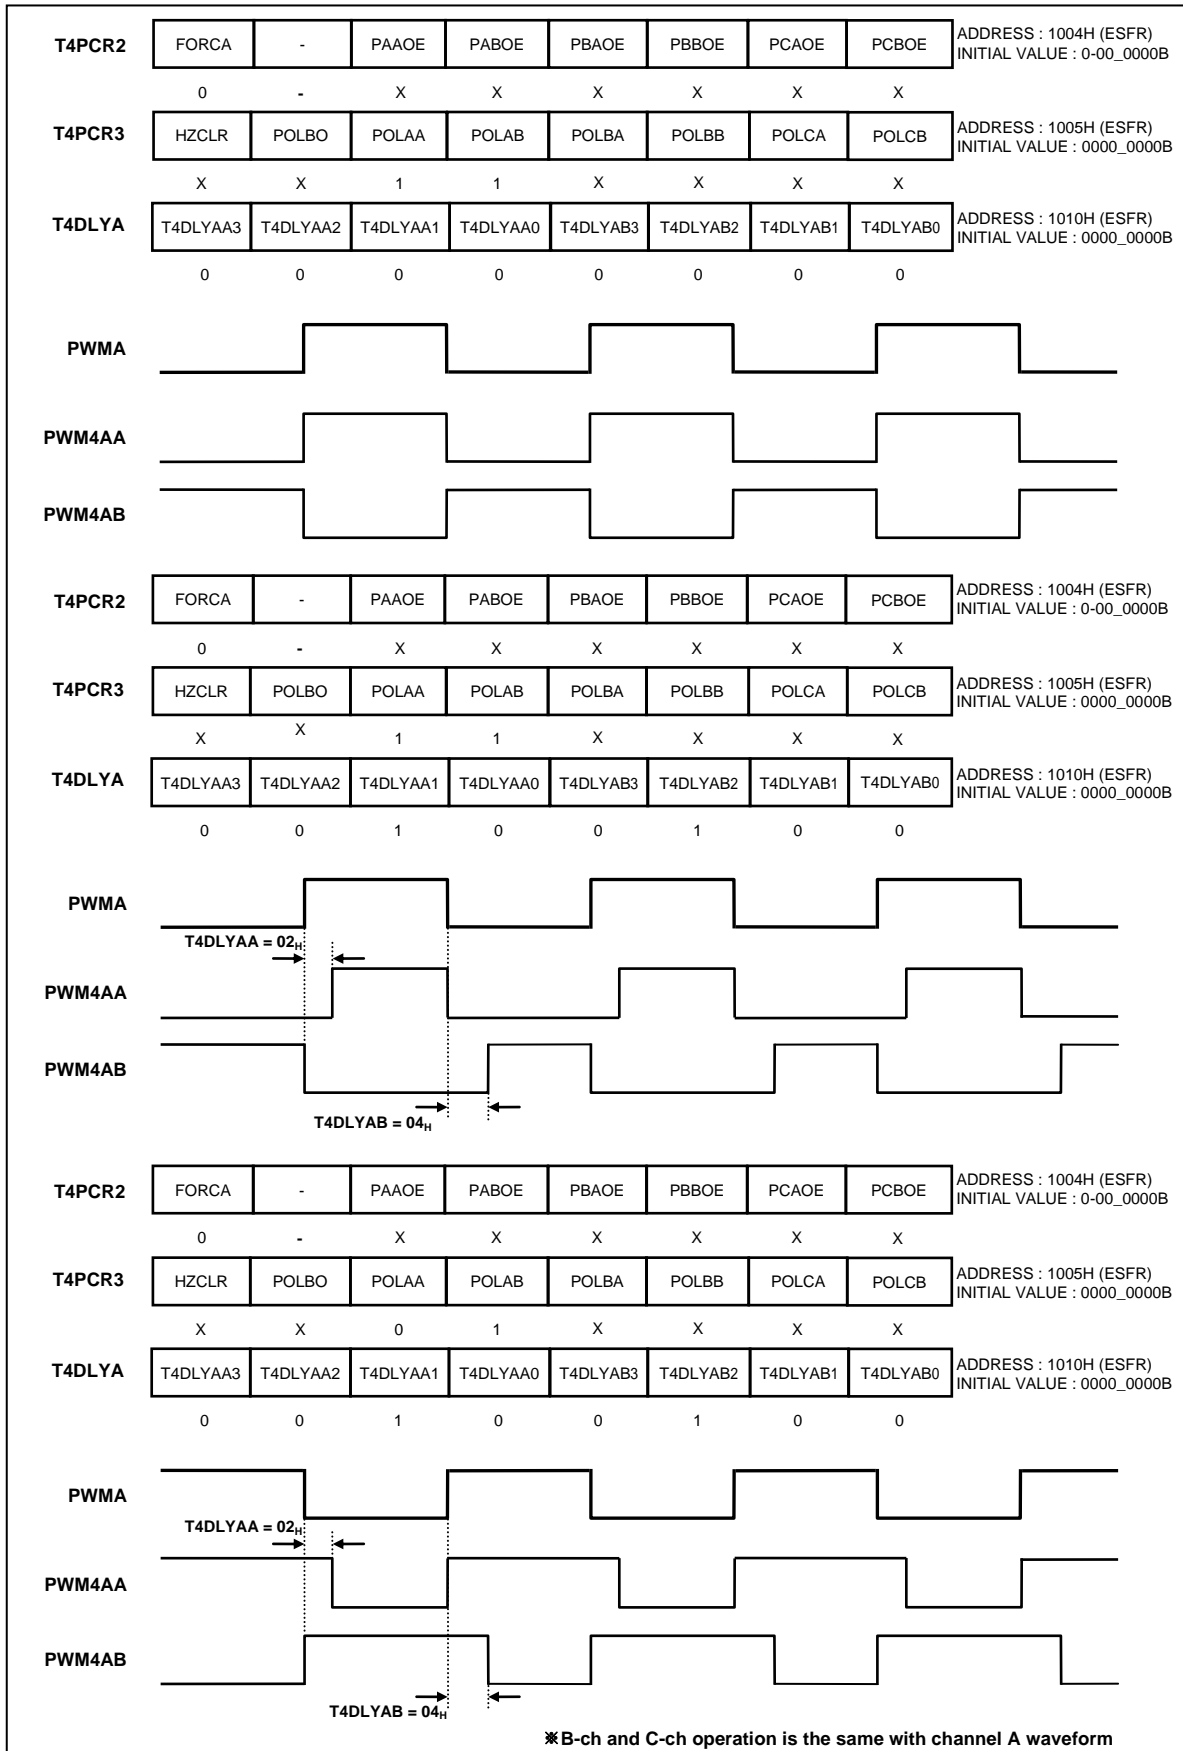 T4PCR2 FORCA - PAAOE PABOE PBAOE PBBOE PCAOE PCBOE ADDRESS : 1004H (ESFR)
INITIAL VALUE : 0-00_0000B
0 - X X X X X X
T4PCR3 HZCLR POLBO POLAA POLAB POLBA POLBB POLCA POLCB ADDRESS : 1005H (ESFR)
INITIAL VALUE : 0000_0000B
X X 1 1 X X X X
T4DLYA T4DLYAA3 T4DLYAA2 T4DLYAA1 T4DLYAA0 T4DLYAB3 T4DLYAB2 T4DLYAB1 T4DLYAB0 ADDRESS : 1010H (ESFR)
INITIAL VALUE : 0000_0000B
0 0 0 0 0 0 0 0
PWMA
PWM4AA
PWM4AB
T4PCR2 FORCA - PAAOE PABOE PBAOE PBBOE PCAOE PCBOE ADDRESS : 1004H (ESFR)
INITIAL VALUE : 0-00_0000B
0 - X X X X X X
T4PCR3 HZCLR POLBO POLAA POLAB POLBA POLBB POLCA POLCB ADDRESS : 1005H (ESFR)
INITIAL VALUE : 0000_0000B
X X 1 1 X X X X
T4DLYA T4DLYAA3 T4DLYAA2 T4DLYAA1 T4DLYAA0 T4DLYAB3 T4DLYAB2 T4DLYAB1 T4DLYAB0 ADDRESS : 1010H (ESFR)
INITIAL VALUE : 0000_0000B
0 0 1 0 0 1 0 0
PWMA
T4DLYAA = 02H
PWM4AA
PWM4AB
T4DLYAB = 04H
T4PCR2 FORCA - PAAOE PABOE PBAOE PBBOE PCAOE PCBOE ADDRESS : 1004H (ESFR)
INITIAL VALUE : 0-00_0000B
0 - X X X X X X
T4PCR3 HZCLR POLBO POLAA POLAB POLBA POLBB POLCA POLCB ADDRESS : 1005H (ESFR)
INITIAL VALUE : 0000_0000B
X X 0 1 X X X X
T4DLYA T4DLYAA3 T4DLYAA2 T4DLYAA1 T4DLYAA0 T4DLYAB3 T4DLYAB2 T4DLYAB1 T4DLYAB0 ADDRESS : 1010H (ESFR)
INITIAL VALUE : 0000_0000B
0 0 1 0 0 1 0 0
PWMA
T4DLYAA = 02H
PWM4AA
PWM4AB
T4DLYAB = 04H
※B-ch and C-ch operation is the same with channel A waveform